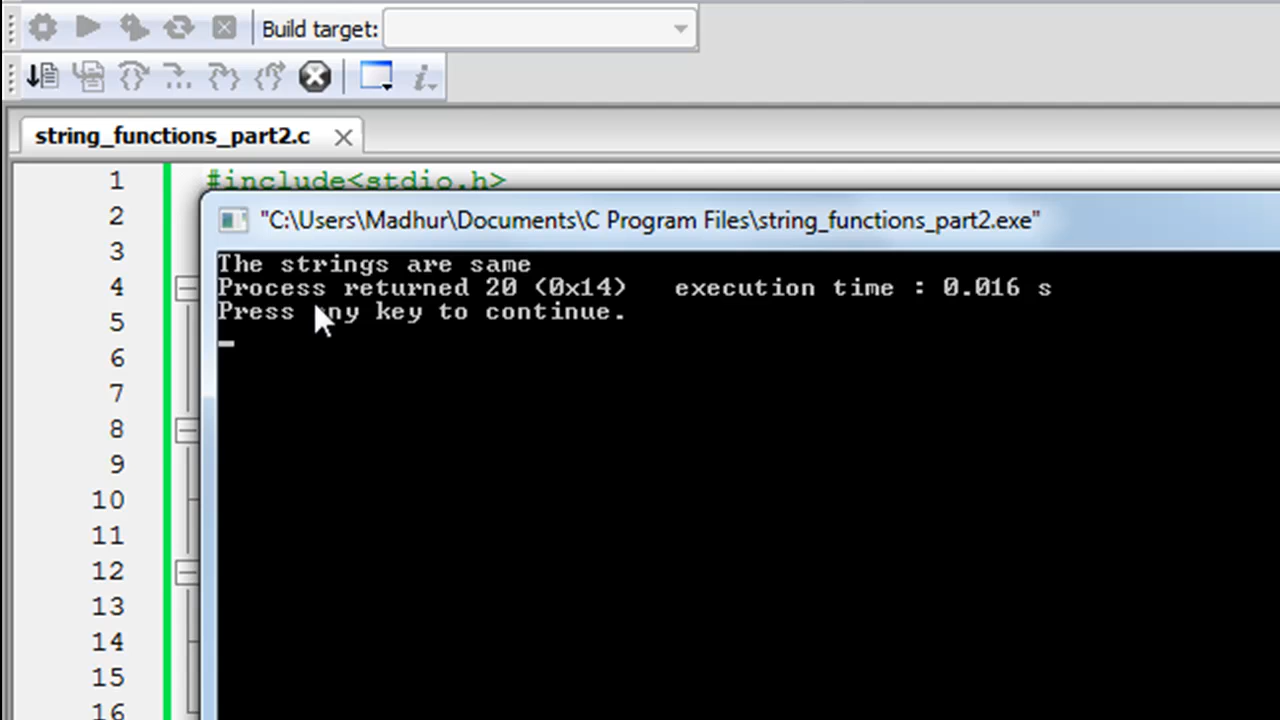 Build target:
string_functions_part2.c
1 #include<stdio.h>
2
3
4
5
6
7
8
9
10
11
12
13
14
15
16
"C:\Users\Madhur\Documents\C Program Files\string_functions_part2.exe"
The strings are same
Process returned 20 (0x14)   execution time : 0.016 s
Press any key to continue.